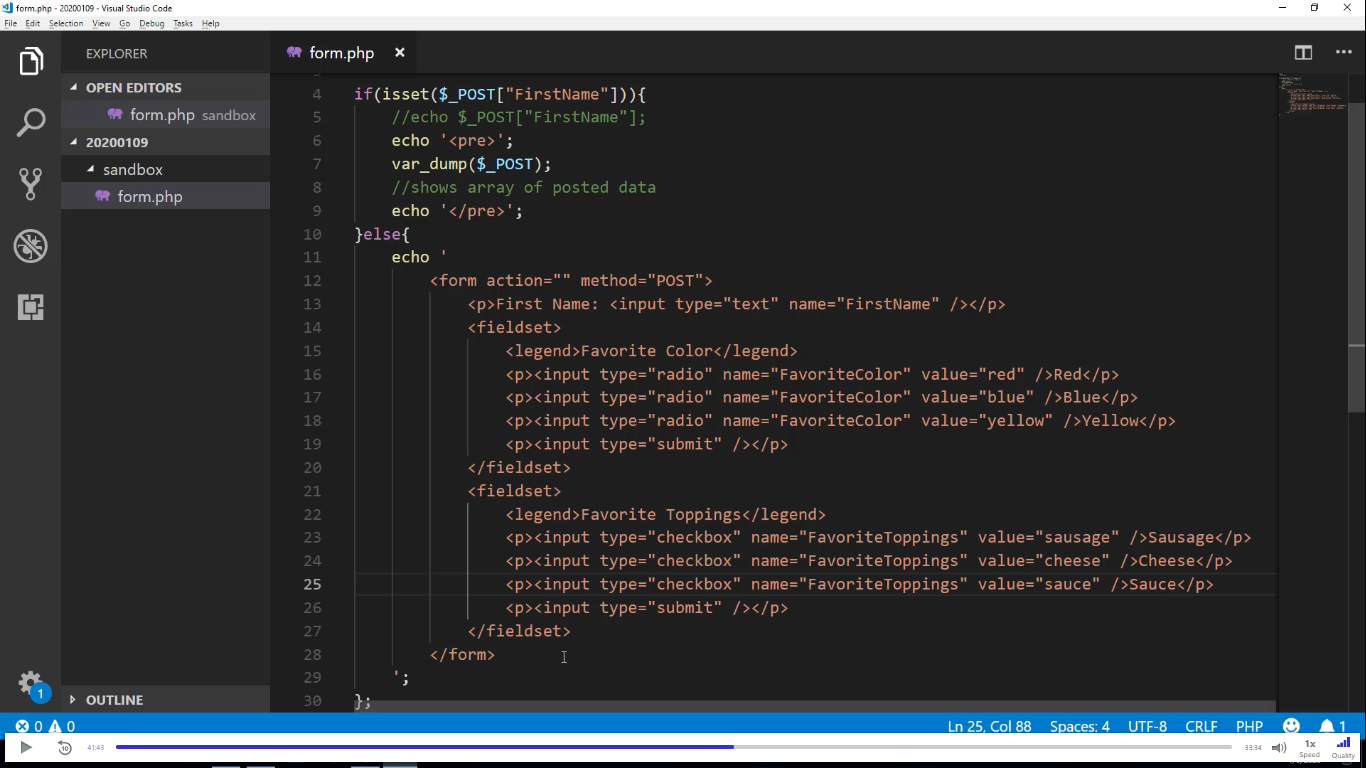 form.php - 20200109 - Visual Studio Code
File Edit Selection View Go Debug Tasks Help
EXPLORER
OPEN EDITORS
form.php sandbox
20200109
sandbox
form.php
OUTLINE
form.php
4 if(isset($_POST["FirstName"])){
5 //echo $_POST["FirstName"];
6 echo '<pre>';
7 var_dump($_POST);
8 //shows array of posted data
9 echo '</pre>';
10 }else{
11 echo '
12 <form action="" method="POST">
13 <p>First Name: <input type="text" name="FirstName" /></p>
14 <fieldset>
15 <legend>Favorite Color</legend>
16 <p><input type="radio" name="FavoriteColor" value="red" />Red</p>
17 <p><input type="radio" name="FavoriteColor" value="blue" />Blue</p>
18 <p><input type="radio" name="FavoriteColor" value="yellow" />Yellow</p>
19 <p><input type="submit" /></p>
20 </fieldset>
21 <fieldset>
22 <legend>Favorite Toppings</legend>
23 <p><input type="checkbox" name="FavoriteToppings" value="sausage" />Sausage</p>
24 <p><input type="checkbox" name="FavoriteToppings" value="cheese" />Cheese</p>
25 <p><input type="checkbox" name="FavoriteToppings" value="sauce" />Sauce</p>
26 <p><input type="submit" /></p>
27 </fieldset>
28 </form>
29 ';
30 };
1
0 0 Ln 25, Col 88 Spaces: 4 UTF-8 CRLF PHP 1
10 41:43 33:34 1x Speed Quality